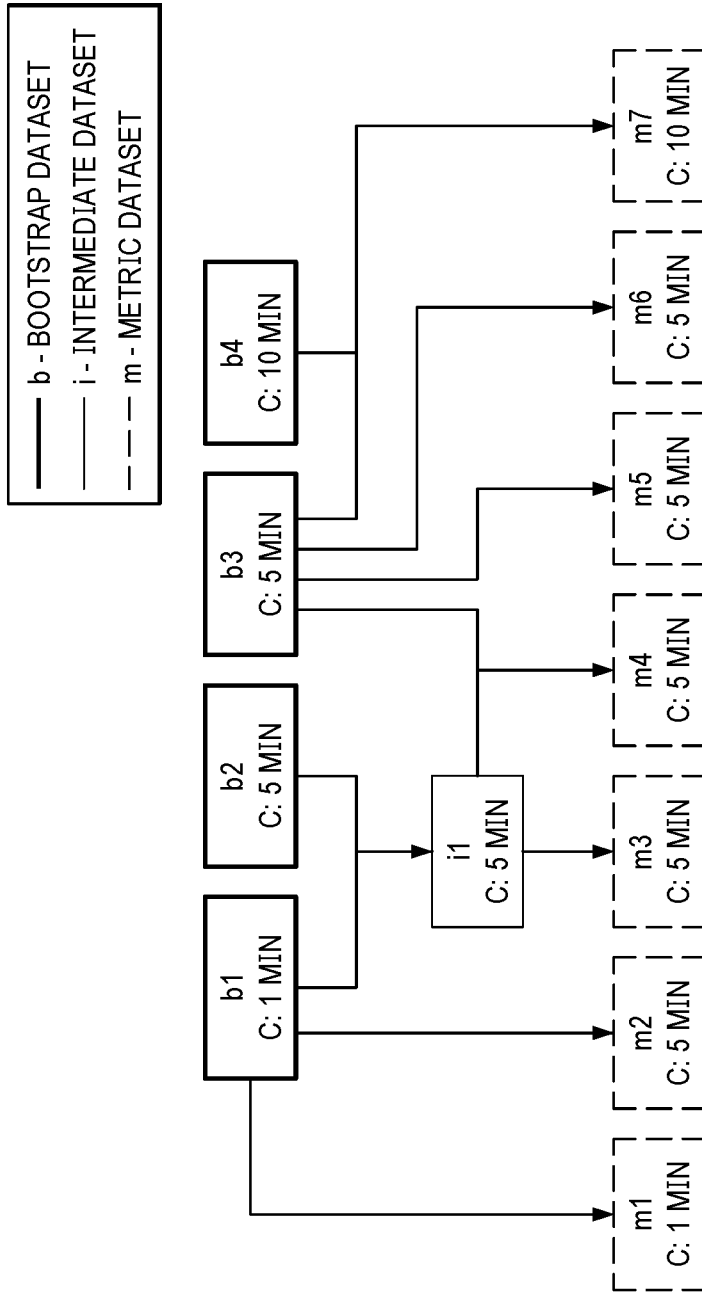 b - BOOTSTRAP DATASET
i - INTERMEDIATE DATASET
m - METRIC DATASET
b1
C: 1 MIN
b2
C: 5 MIN
b3
C: 5 MIN
b4
C: 10 MIN
i1
C: 5 MIN
m1
C: 1 MIN
m2
C: 5 MIN
m3
C: 5 MIN
m4
C: 5 MIN
m5
C: 5 MIN
m6
C: 5 MIN
m7
C: 10 MIN